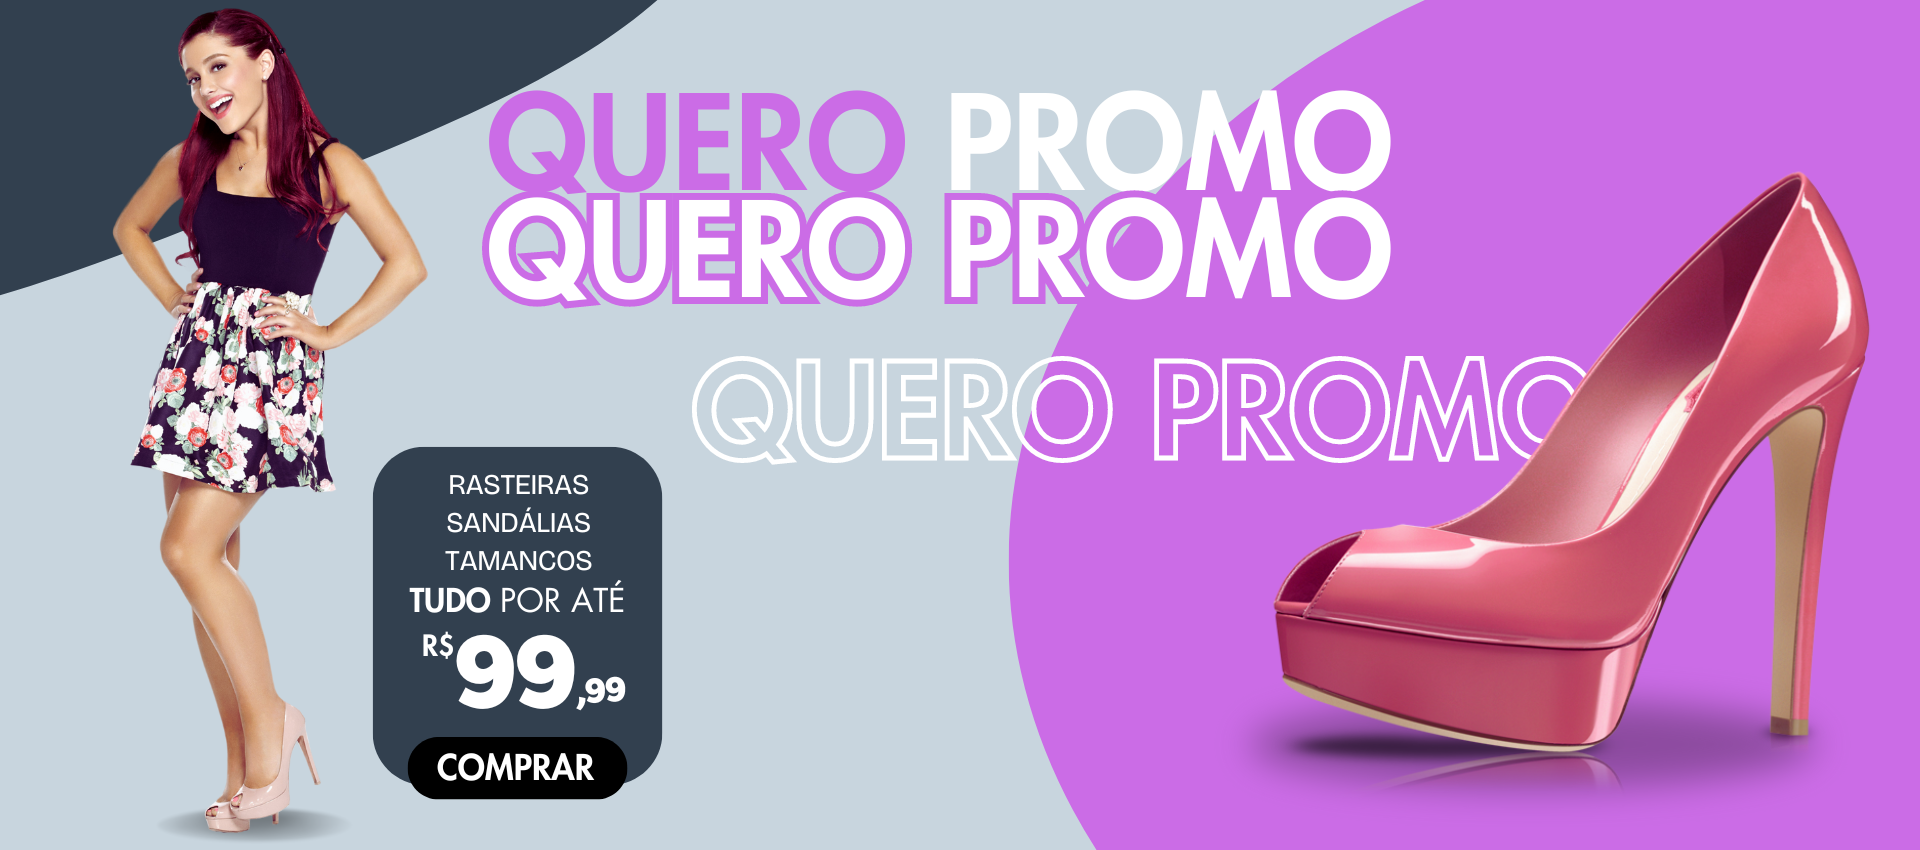 QUERO PROMO
QUERO PROMO
QUERO PROMO
RASTEIRAS
SANDÁLIAS
TAMANCOS
TUDO POR ATÉ
R$99,99
COMPRAR